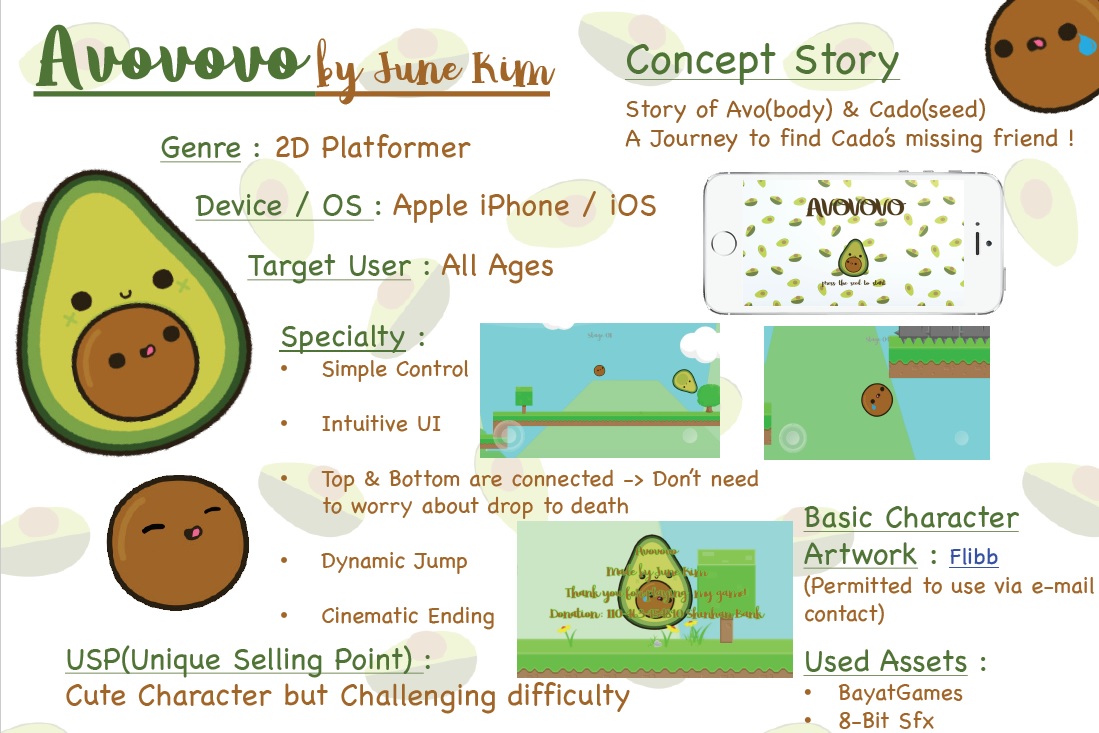 Avovovo by June Kim
Genre : 2D Platformer
Device / OS : Apple iPhone / iOS
Target User : All Ages
Specialty :
• Simple Control
• Intuitive UI
• Top & Bottom are connected -> Don't need
to worry about drop to death
• Dynamic Jump
• Cinematic Ending
USP(Unique Selling Point) :
Cute Character but Challenging difficulty
Concept Story
Story of Avo(body) & Cado(seed)
A Journey to find Cado's missing friend !
AVOVOVO
press the seed to start
Avovovo
Made by June Kim
Thank you for playing my game!
Donation: Shinhan Bank
Basic Character
Artwork : Flibb
(Permitted to use via e-mail
contact)
Used Assets :
• BayatGames
• 8-Bit Sfx